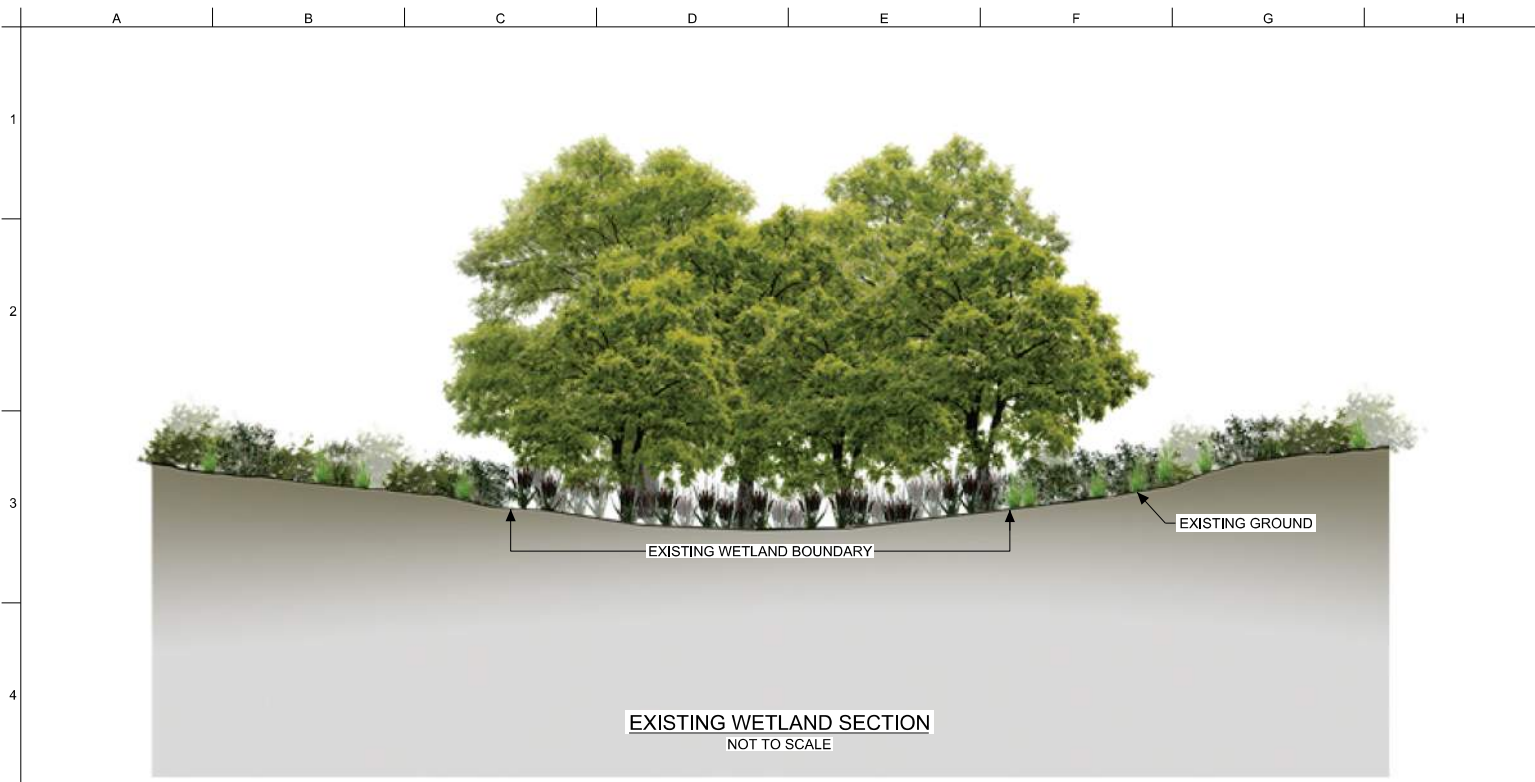 A B C D E F G H
1
2
3
EXISTING GROUND
EXISTING WETLAND BOUNDARY
4
EXISTING WETLAND SECTION
NOT TO SCALE